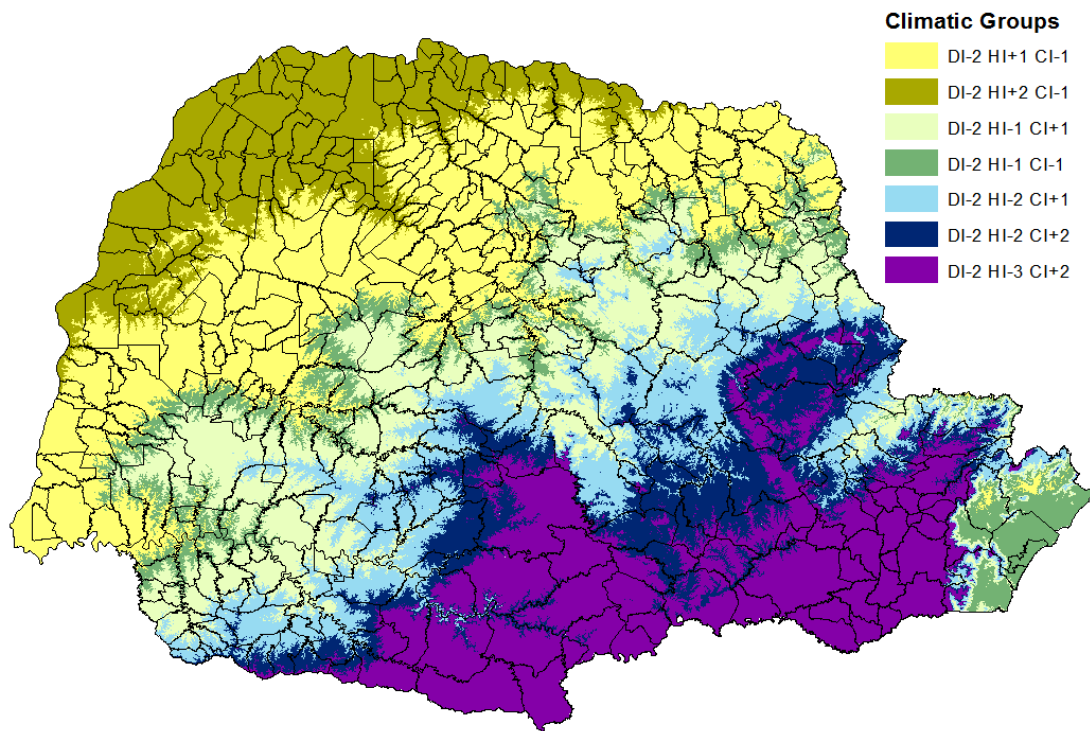 Climatic Groups
DI-2 HI+1 CI-1
DI-2 HI+2 CI-1
DI-2 HI-1 CI+1
DI-2 HI-1 CI-1
DI-2 HI-2 CI+1
DI-2 HI-2 CI+2
DI-2 HI-3 CI+2